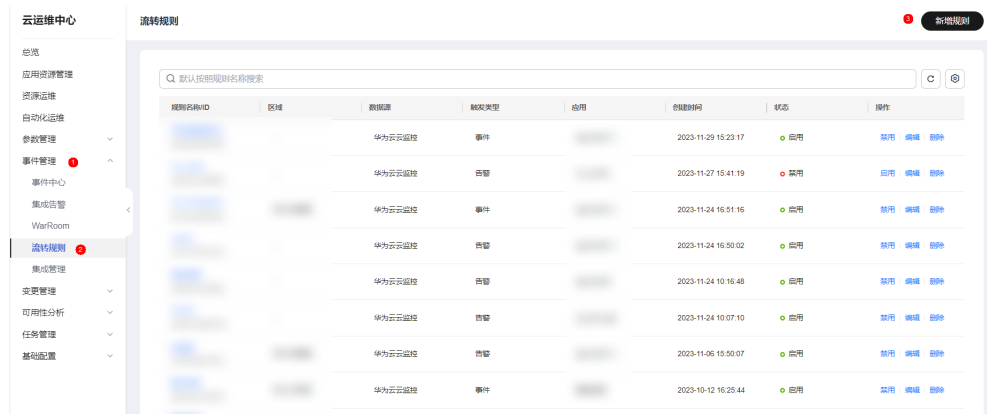 云运维中心
总览
应用资源管理
资源运维
自动化运维
参数管理
事件管理 1
事件中心
集成告警
WarRoom
流转规则 2
集成管理
变更管理
可用性分析
任务管理
基础配置
流转规则
3 新增规则
默认按照规则名称搜索
规则名称/ID 区域 数据源 触发类型 应用 创建时间 状态 操作
华为云云监控 事件 2023-11-29 15:23:17 启用 禁用 编辑 删除
华为云云监控 告警 2023-11-27 15:41:19 禁用 启用 编辑 删除
华为云云监控 事件 2023-11-24 16:51:16 启用 禁用 编辑 删除
华为云云监控 告警 2023-11-24 16:50:02 启用 禁用 编辑 删除
华为云云监控 告警 2023-11-24 10:16:48 启用 禁用 编辑 删除
华为云云监控 告警 2023-11-24 10:07:10 启用 禁用 编辑 删除
华为云云监控 告警 2023-11-06 15:50:07 启用 禁用 编辑 删除
华为云云监控 事件 2023-10-12 16:25:44 启用 禁用 编辑 删除